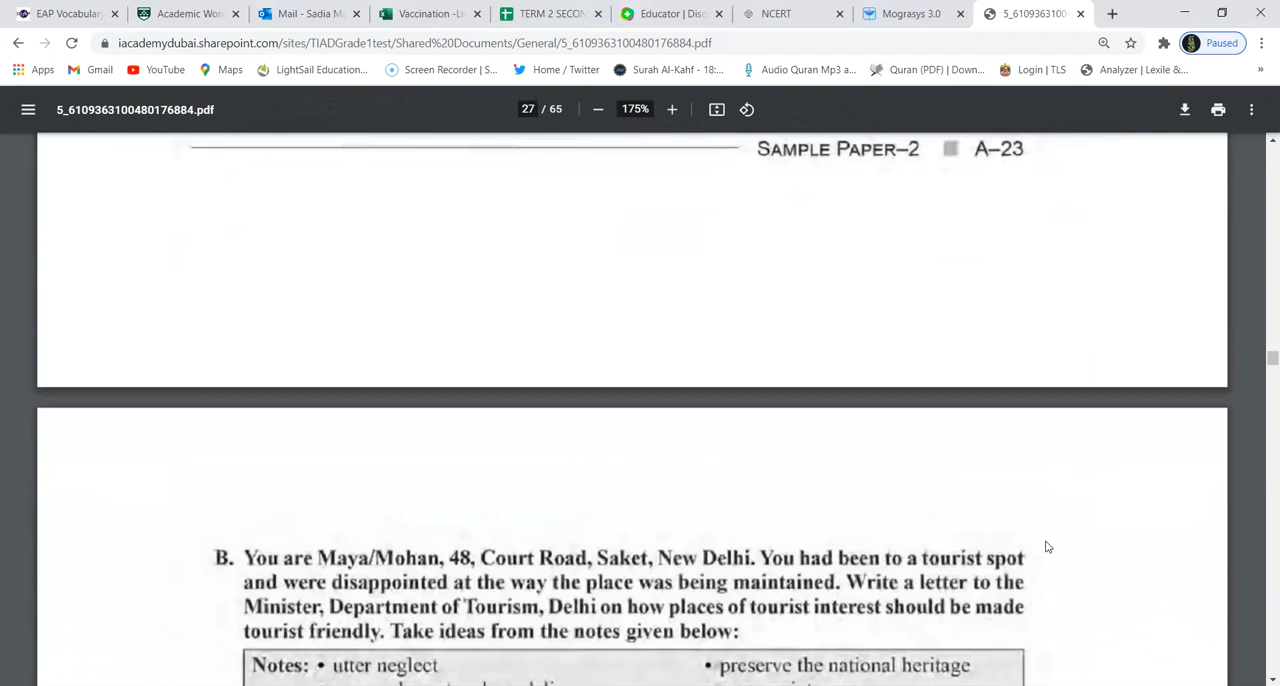 EAP Vocabular
Academic Wor
Mail - Sadia M
Vaccination -Li
TERM 2 SECON
Educator | Disc
NCERT
Mograsys 3.0
5_6109363100
iacademydubai.sharepoint.com/sites/TIADGrade1test/Shared%20Documents/General/5_6109363100480176884.pdf
Paused
Apps
Gmail
YouTube
Maps
LightSail Education...
Screen Recorder | S...
Home / Twitter
Surah Al-Kahf - 18:...
Audio Quran Mp3 a...
Quran (PDF) | Down...
Login | TLS
Analyzer | Lexile &...
»
5_6109363100480176884.pdf
27 / 65
175%
SAMPLE PAPER–2 A–23
B. You are Maya/Mohan, 48, Court Road, Saket, New Delhi. You had been to a tourist spot
and were disappointed at the way the place was being maintained. Write a letter to the
Minister, Department of Tourism, Delhi on how places of tourist interest should be made
tourist friendly. Take ideas from the notes given below:
Notes: • utter neglect • preserve the national heritage